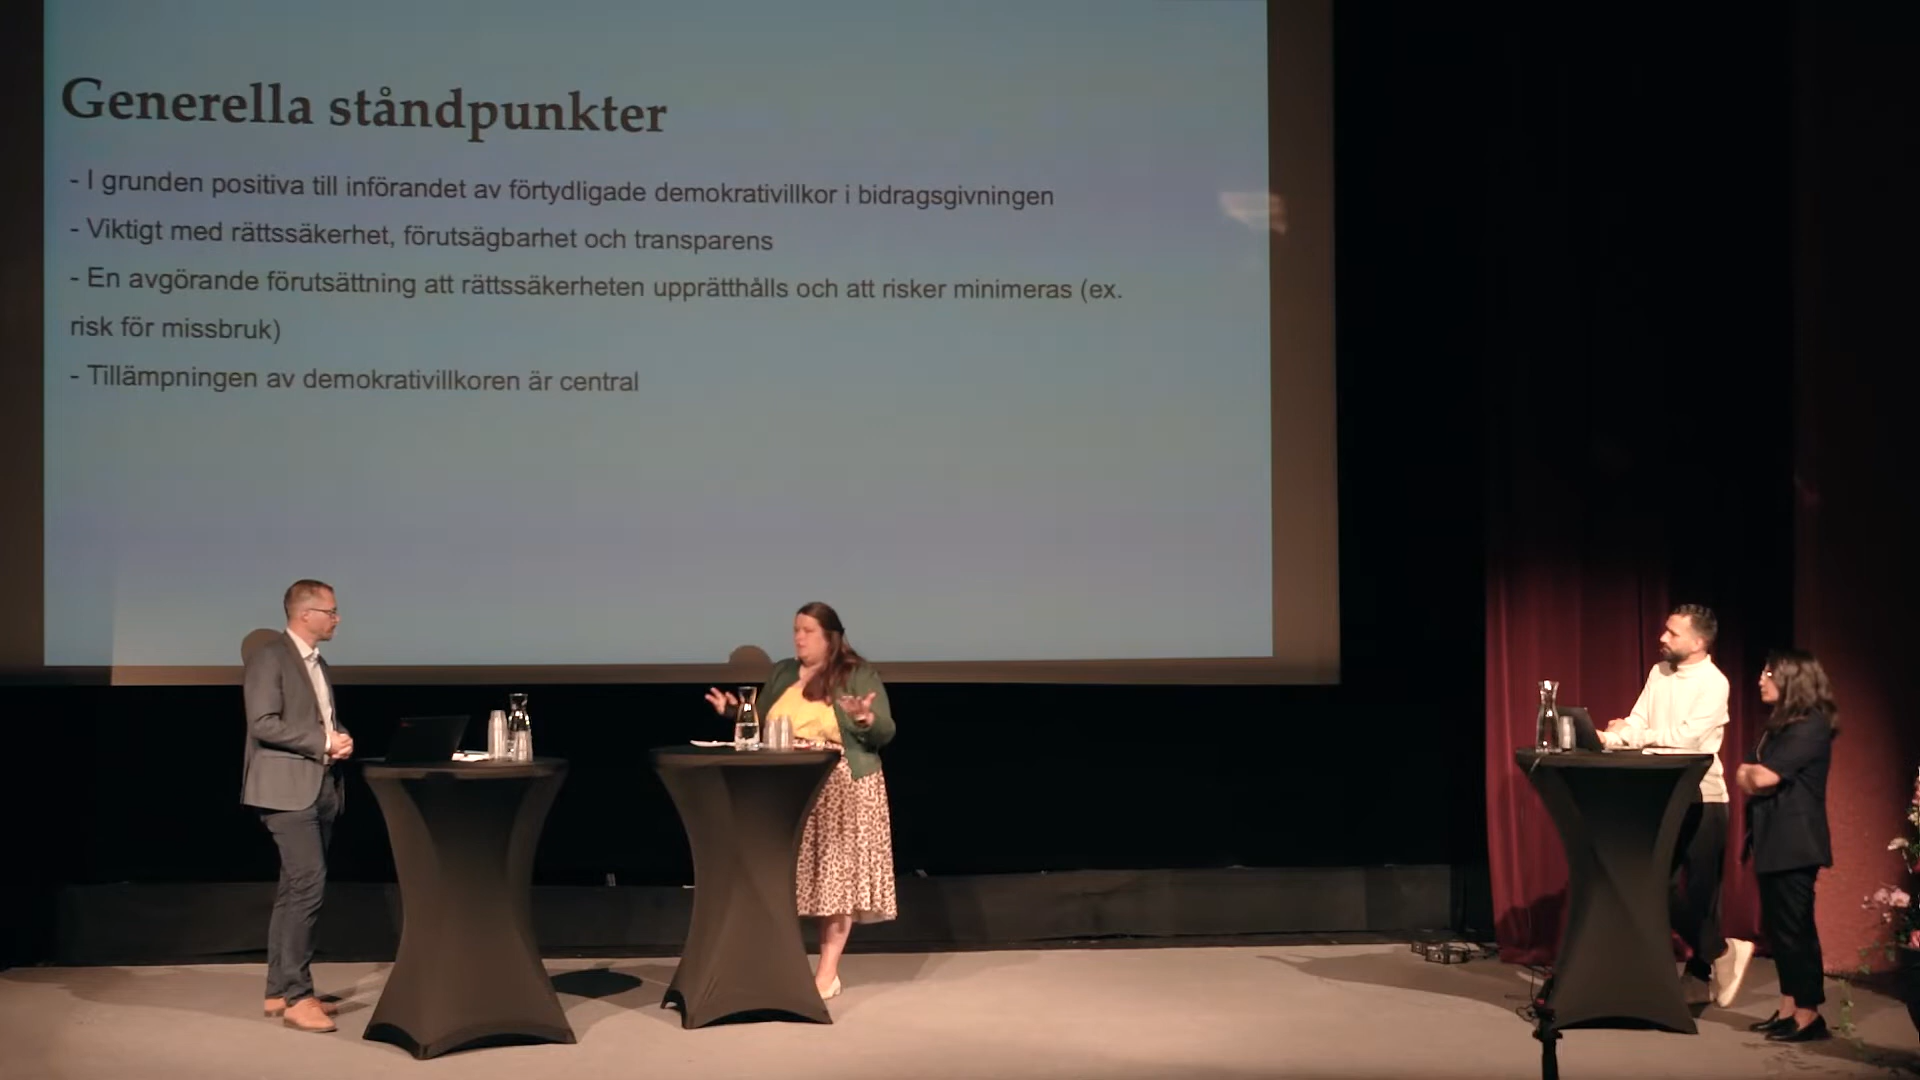 Generella ståndpunkter
- I grunden positiva till införandet av förtydligade demokrativillkor i bidragsgivningen
- Viktigt med rättssäkerhet, förutsägbarhet och transparens
- En avgörande förutsättning att rättssäkerheten upprätthålls och att risker minimeras (ex.
risk för missbruk)
- Tillämpningen av demokrativillkoren är central